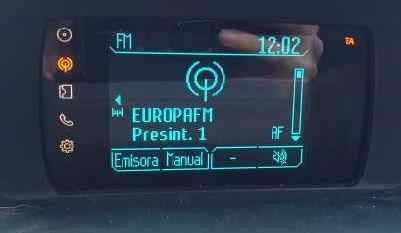 FM 12:02 TA
EUROPAFM
Presint. 1 AF
Emisora Manual -